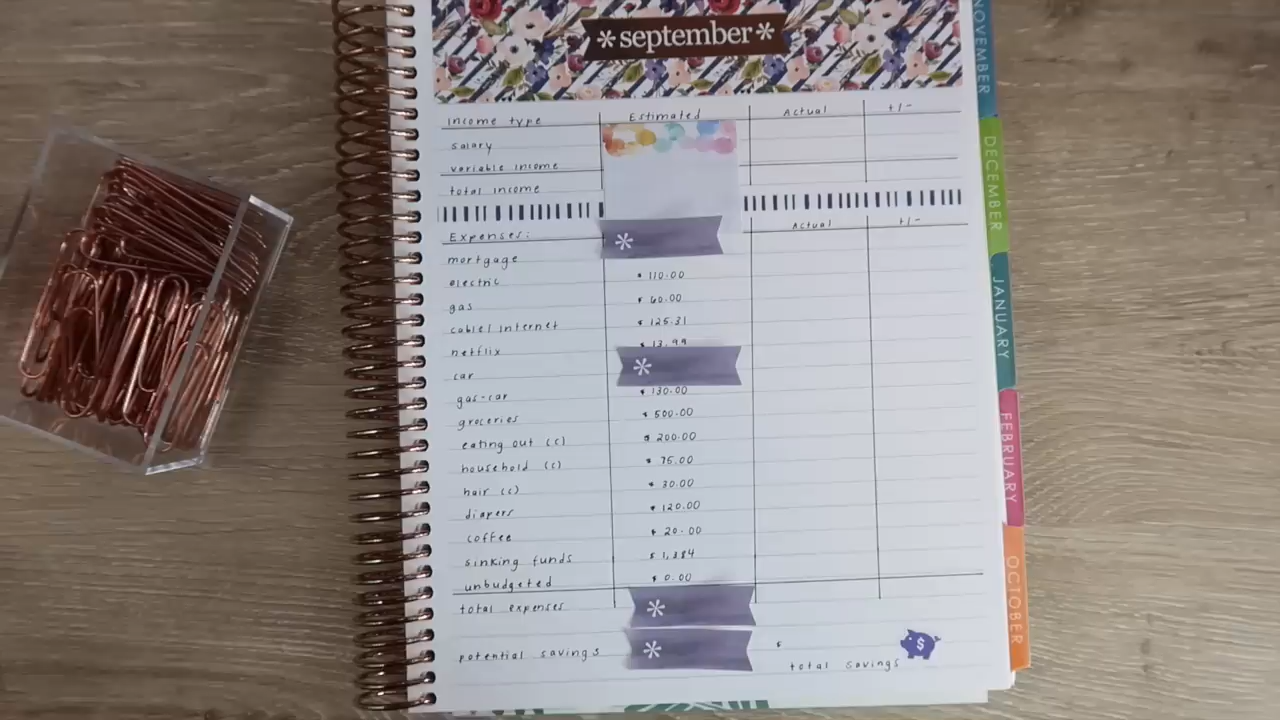 *september*
Income type Estimated Actual +/-
salary
variable income
total income
Expenses: Actual +/-
mortgage
electric $ 110.00
gas $ 60.00
cable/internet $ 125.31
netflix $ 13.99
car
gas-car $ 130.00
groceries $ 500.00
eating out (c) $ 200.00
household (c) $ 75.00
hair (c) $ 30.00
diapers $ 120.00
coffee $ 20.00
sinking funds $ 1,384
unbudgeted $ 0.00
total expenses
potential savings $
total savings $
NOVEMBER
DECEMBER
JANUARY
FEBRUARY
OCTOBER